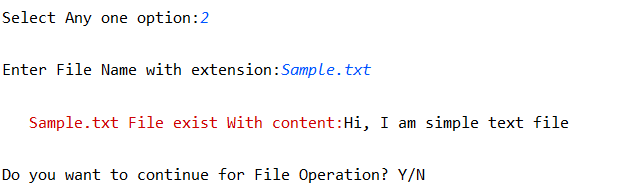 Select Any one option:2
Enter File Name with extension:Sample.txt
Sample.txt File exist With content:Hi, I am simple text file
Do you want to continue for File Operation? Y/N